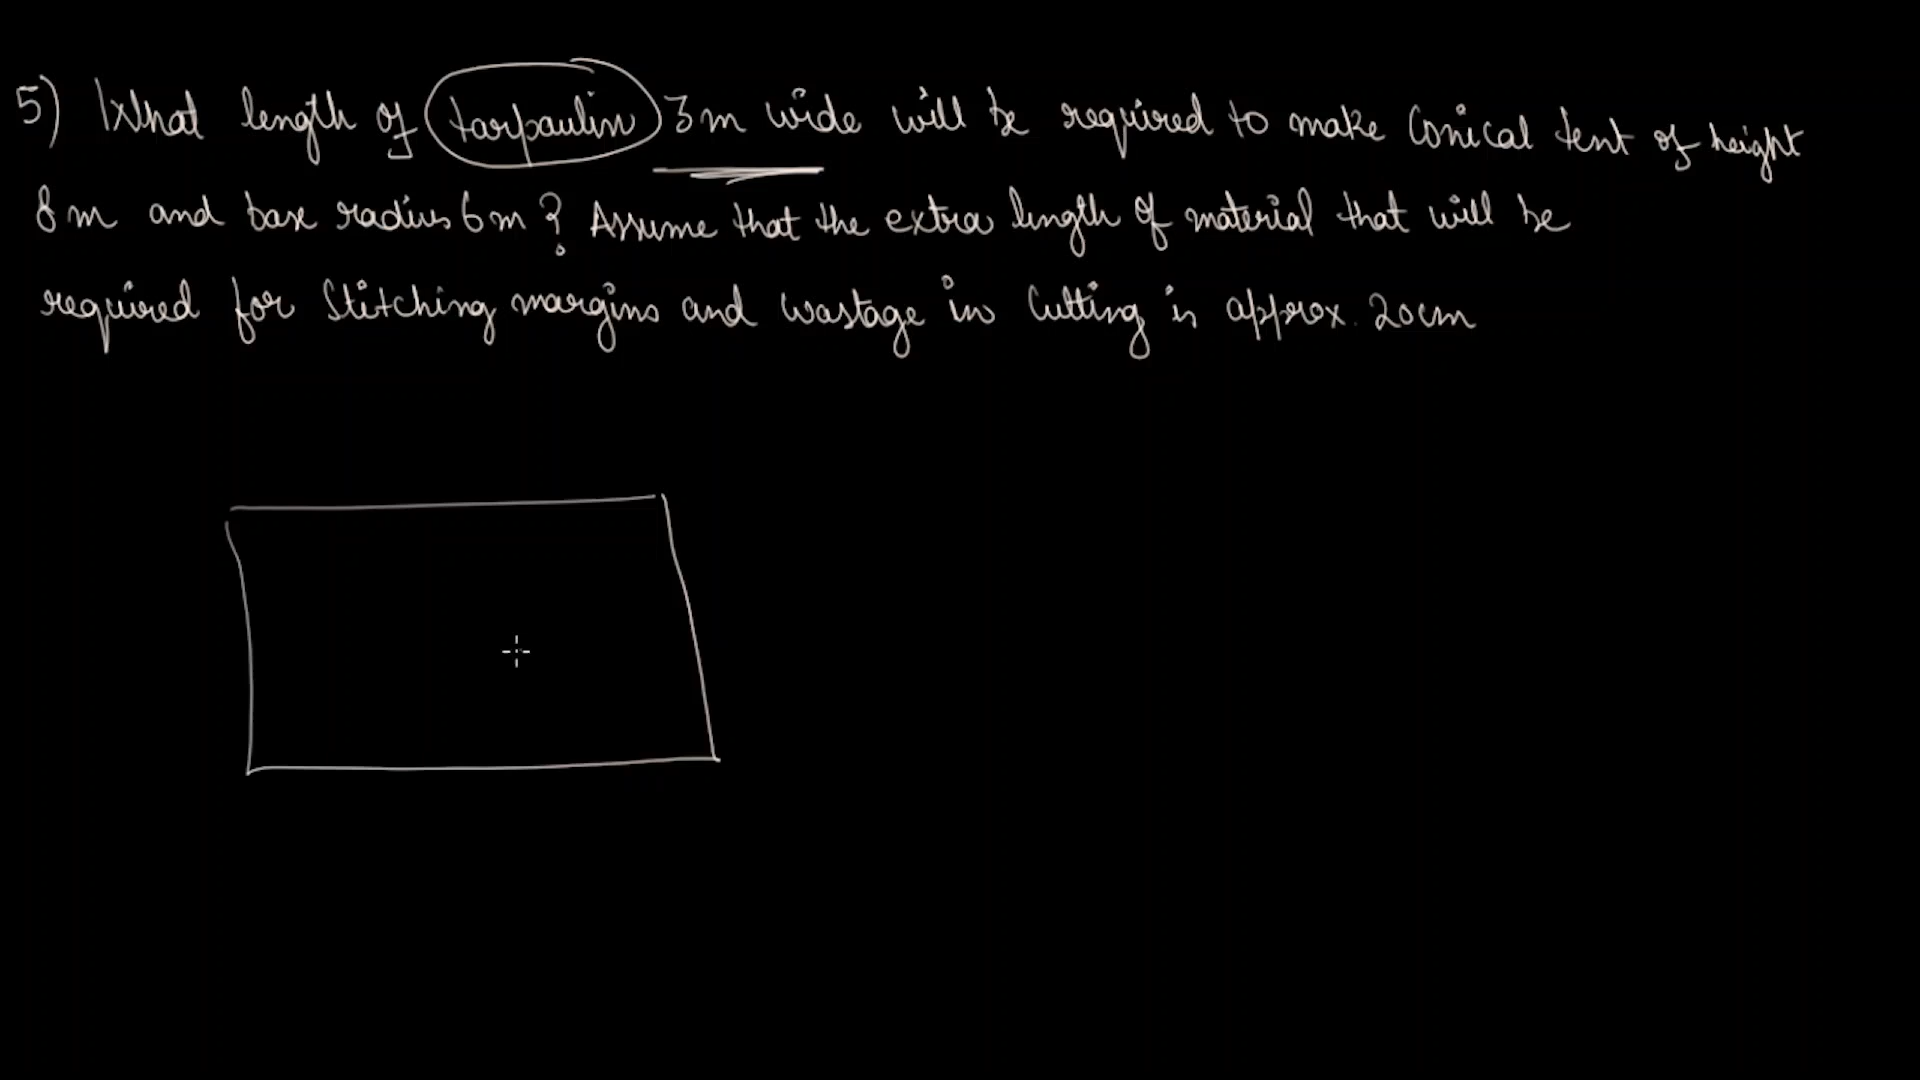 5) What length of tarpaulin 3m wide will be required to make Conical tent of height
8m and base radius 6m? Assume that the extra length of material that will be
required for stitching margins and wastage in Cutting is approx. 20cm